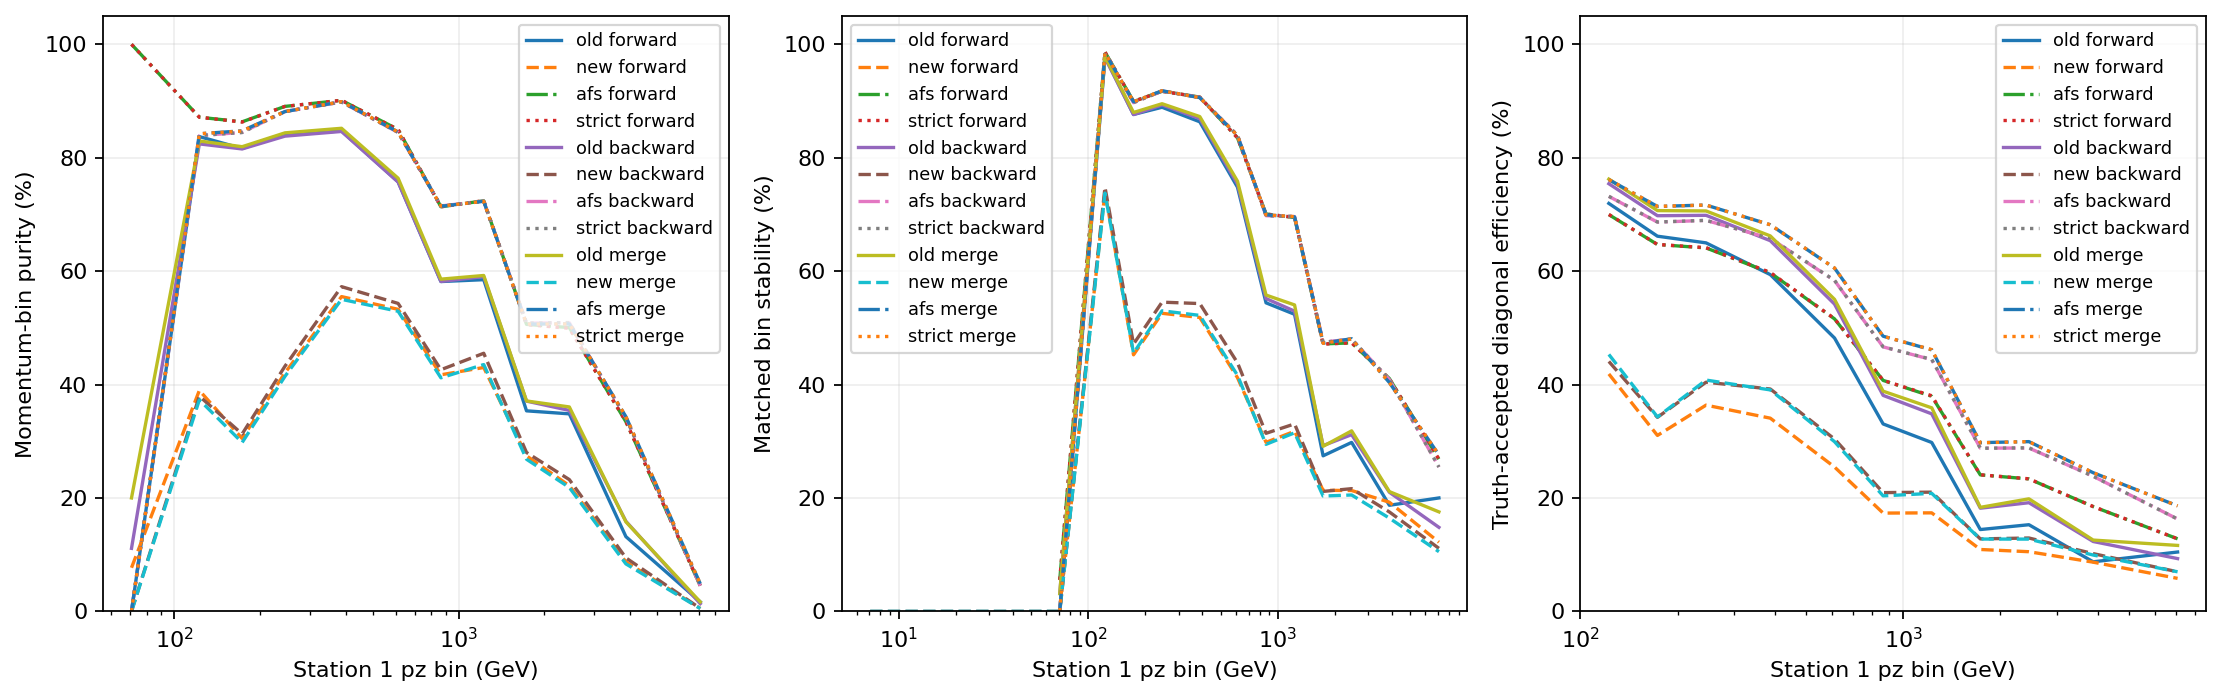 Momentum-bin purity (%)
100
80
60
40
20
0
10²
10³
Station 1 pz bin (GeV)
old forward
new forward
afs forward
strict forward
old backward
new backward
afs backward
strict backward
old merge
new merge
afs merge
strict merge
Matched bin stability (%)
100
80
60
40
20
0
10¹
10²
10³
Station 1 pz bin (GeV)
old forward
new forward
afs forward
strict forward
old backward
new backward
afs backward
strict backward
old merge
new merge
afs merge
strict merge
Truth-accepted diagonal efficiency (%)
100
80
60
40
20
0
10²
10³
Station 1 pz bin (GeV)
old forward
new forward
afs forward
strict forward
old backward
new backward
afs backward
strict backward
old merge
new merge
afs merge
strict merge